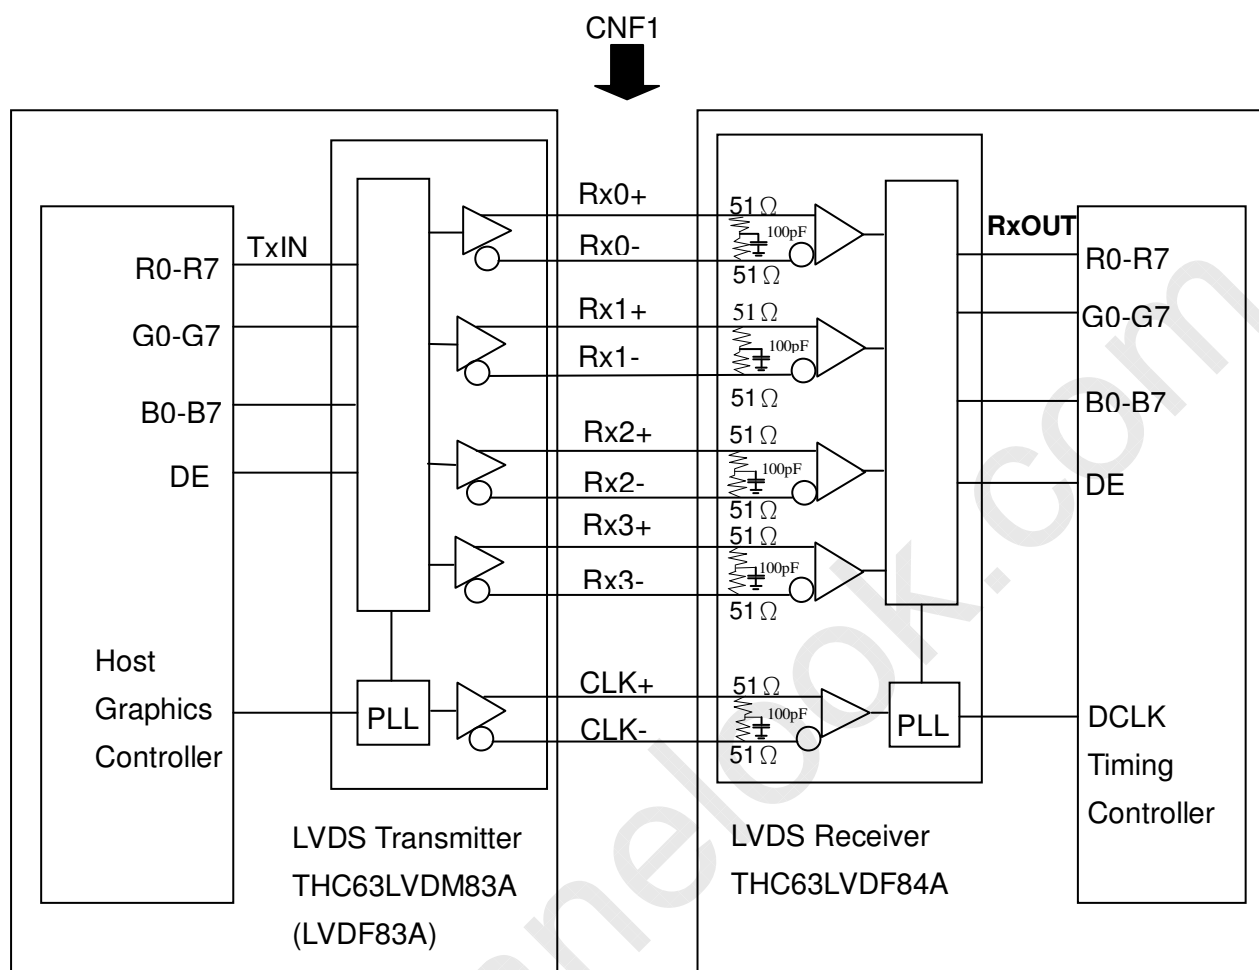 CNF1
Host
Graphics
Controller
R0-R7
G0-G7
B0-B7
DE
TxIN
PLL
LVDS Transmitter
THC63LVDM83A
(LVDF83A)
Rx0+
Rx0-
Rx1+
Rx1-
Rx2+
Rx2-
Rx3+
Rx3-
CLK+
CLK-
51Ω
100pF
51Ω
51Ω
100pF
51Ω
51Ω
100pF
51Ω
51Ω
100pF
51Ω
51Ω
100pF
51Ω
PLL
LVDS Receiver
THC63LVDF84A
RxOUT
R0-R7
G0-G7
B0-B7
DE
DCLK
Timing
Controller
nelook.com